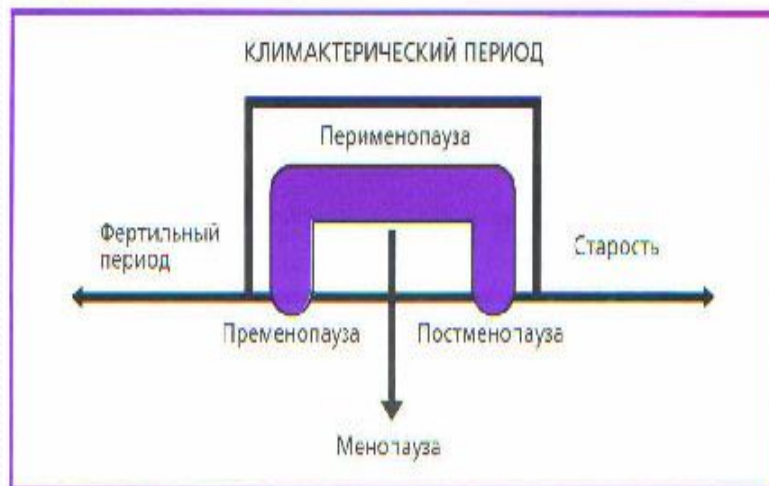 КЛИМАКТЕРИЧЕСКИЙ ПЕРИОД
Перименопауза
Фертильный
период
Старость
Пременопауза
Постменопауза
Менопауза